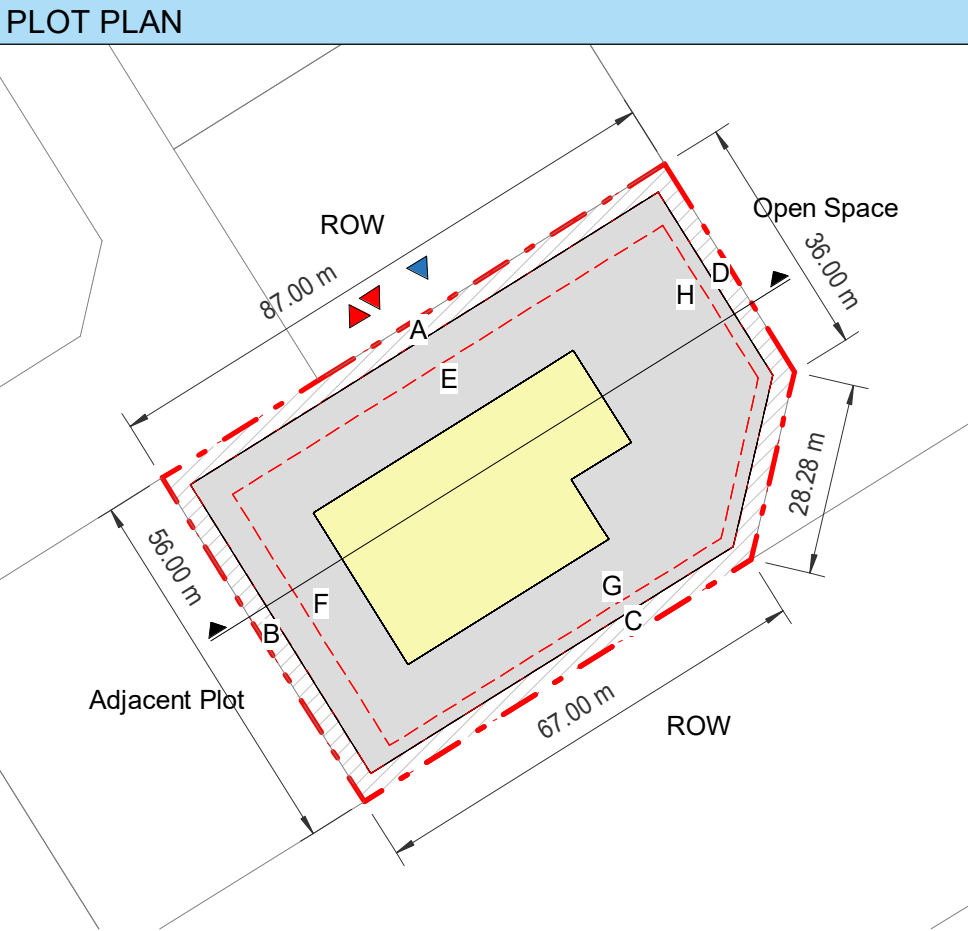 PLOT PLAN
ROW
87.00 m
Open Space
36.00 m
A
D
H
E
28.28 m
56.00 m
F
B
G
C
Adjacent Plot
67.00 m
ROW